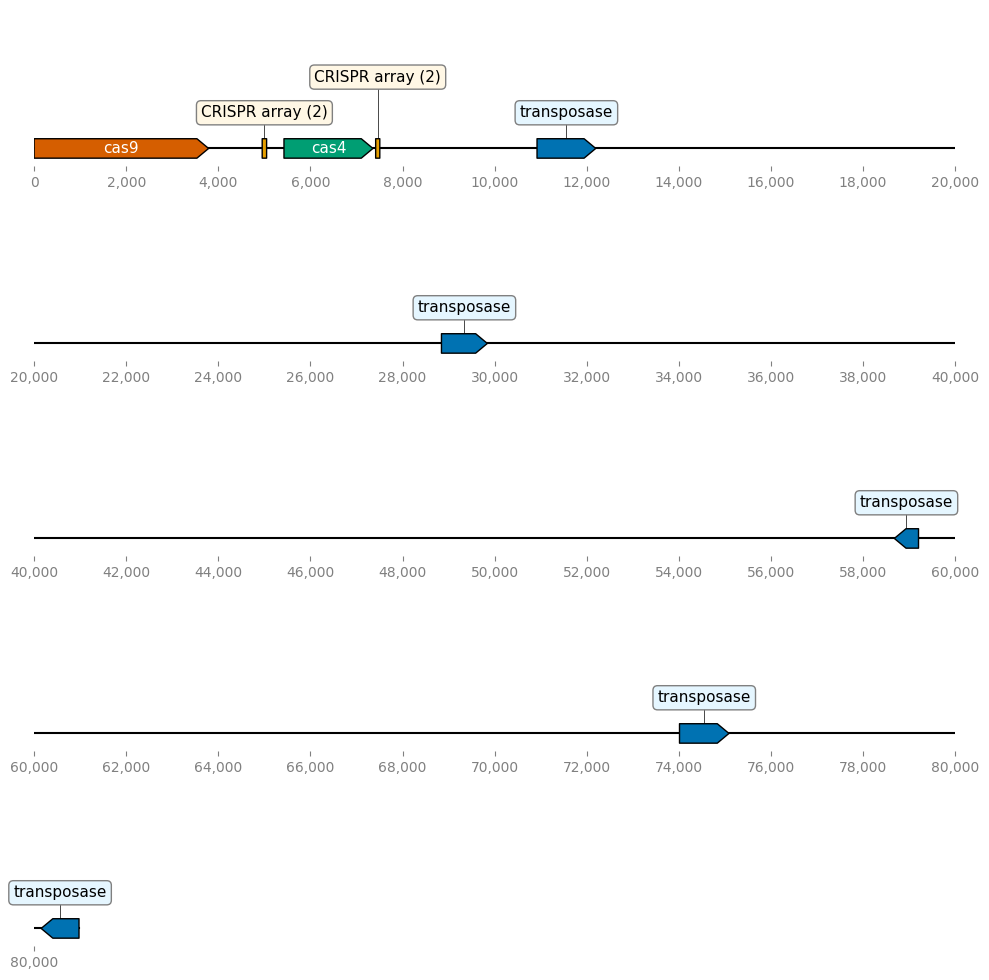 CRISPR array (2)
CRISPR array (2) transposase
cas9 cas4
0 2,000 4,000 6,000 8,000 10,000 12,000 14,000 16,000 18,000 20,000
transposase
20,000 22,000 24,000 26,000 28,000 30,000 32,000 34,000 36,000 38,000 40,000
transposase
40,000 42,000 44,000 46,000 48,000 50,000 52,000 54,000 56,000 58,000 60,000
transposase
60,000 62,000 64,000 66,000 68,000 70,000 72,000 74,000 76,000 78,000 80,000
transposase
80,000